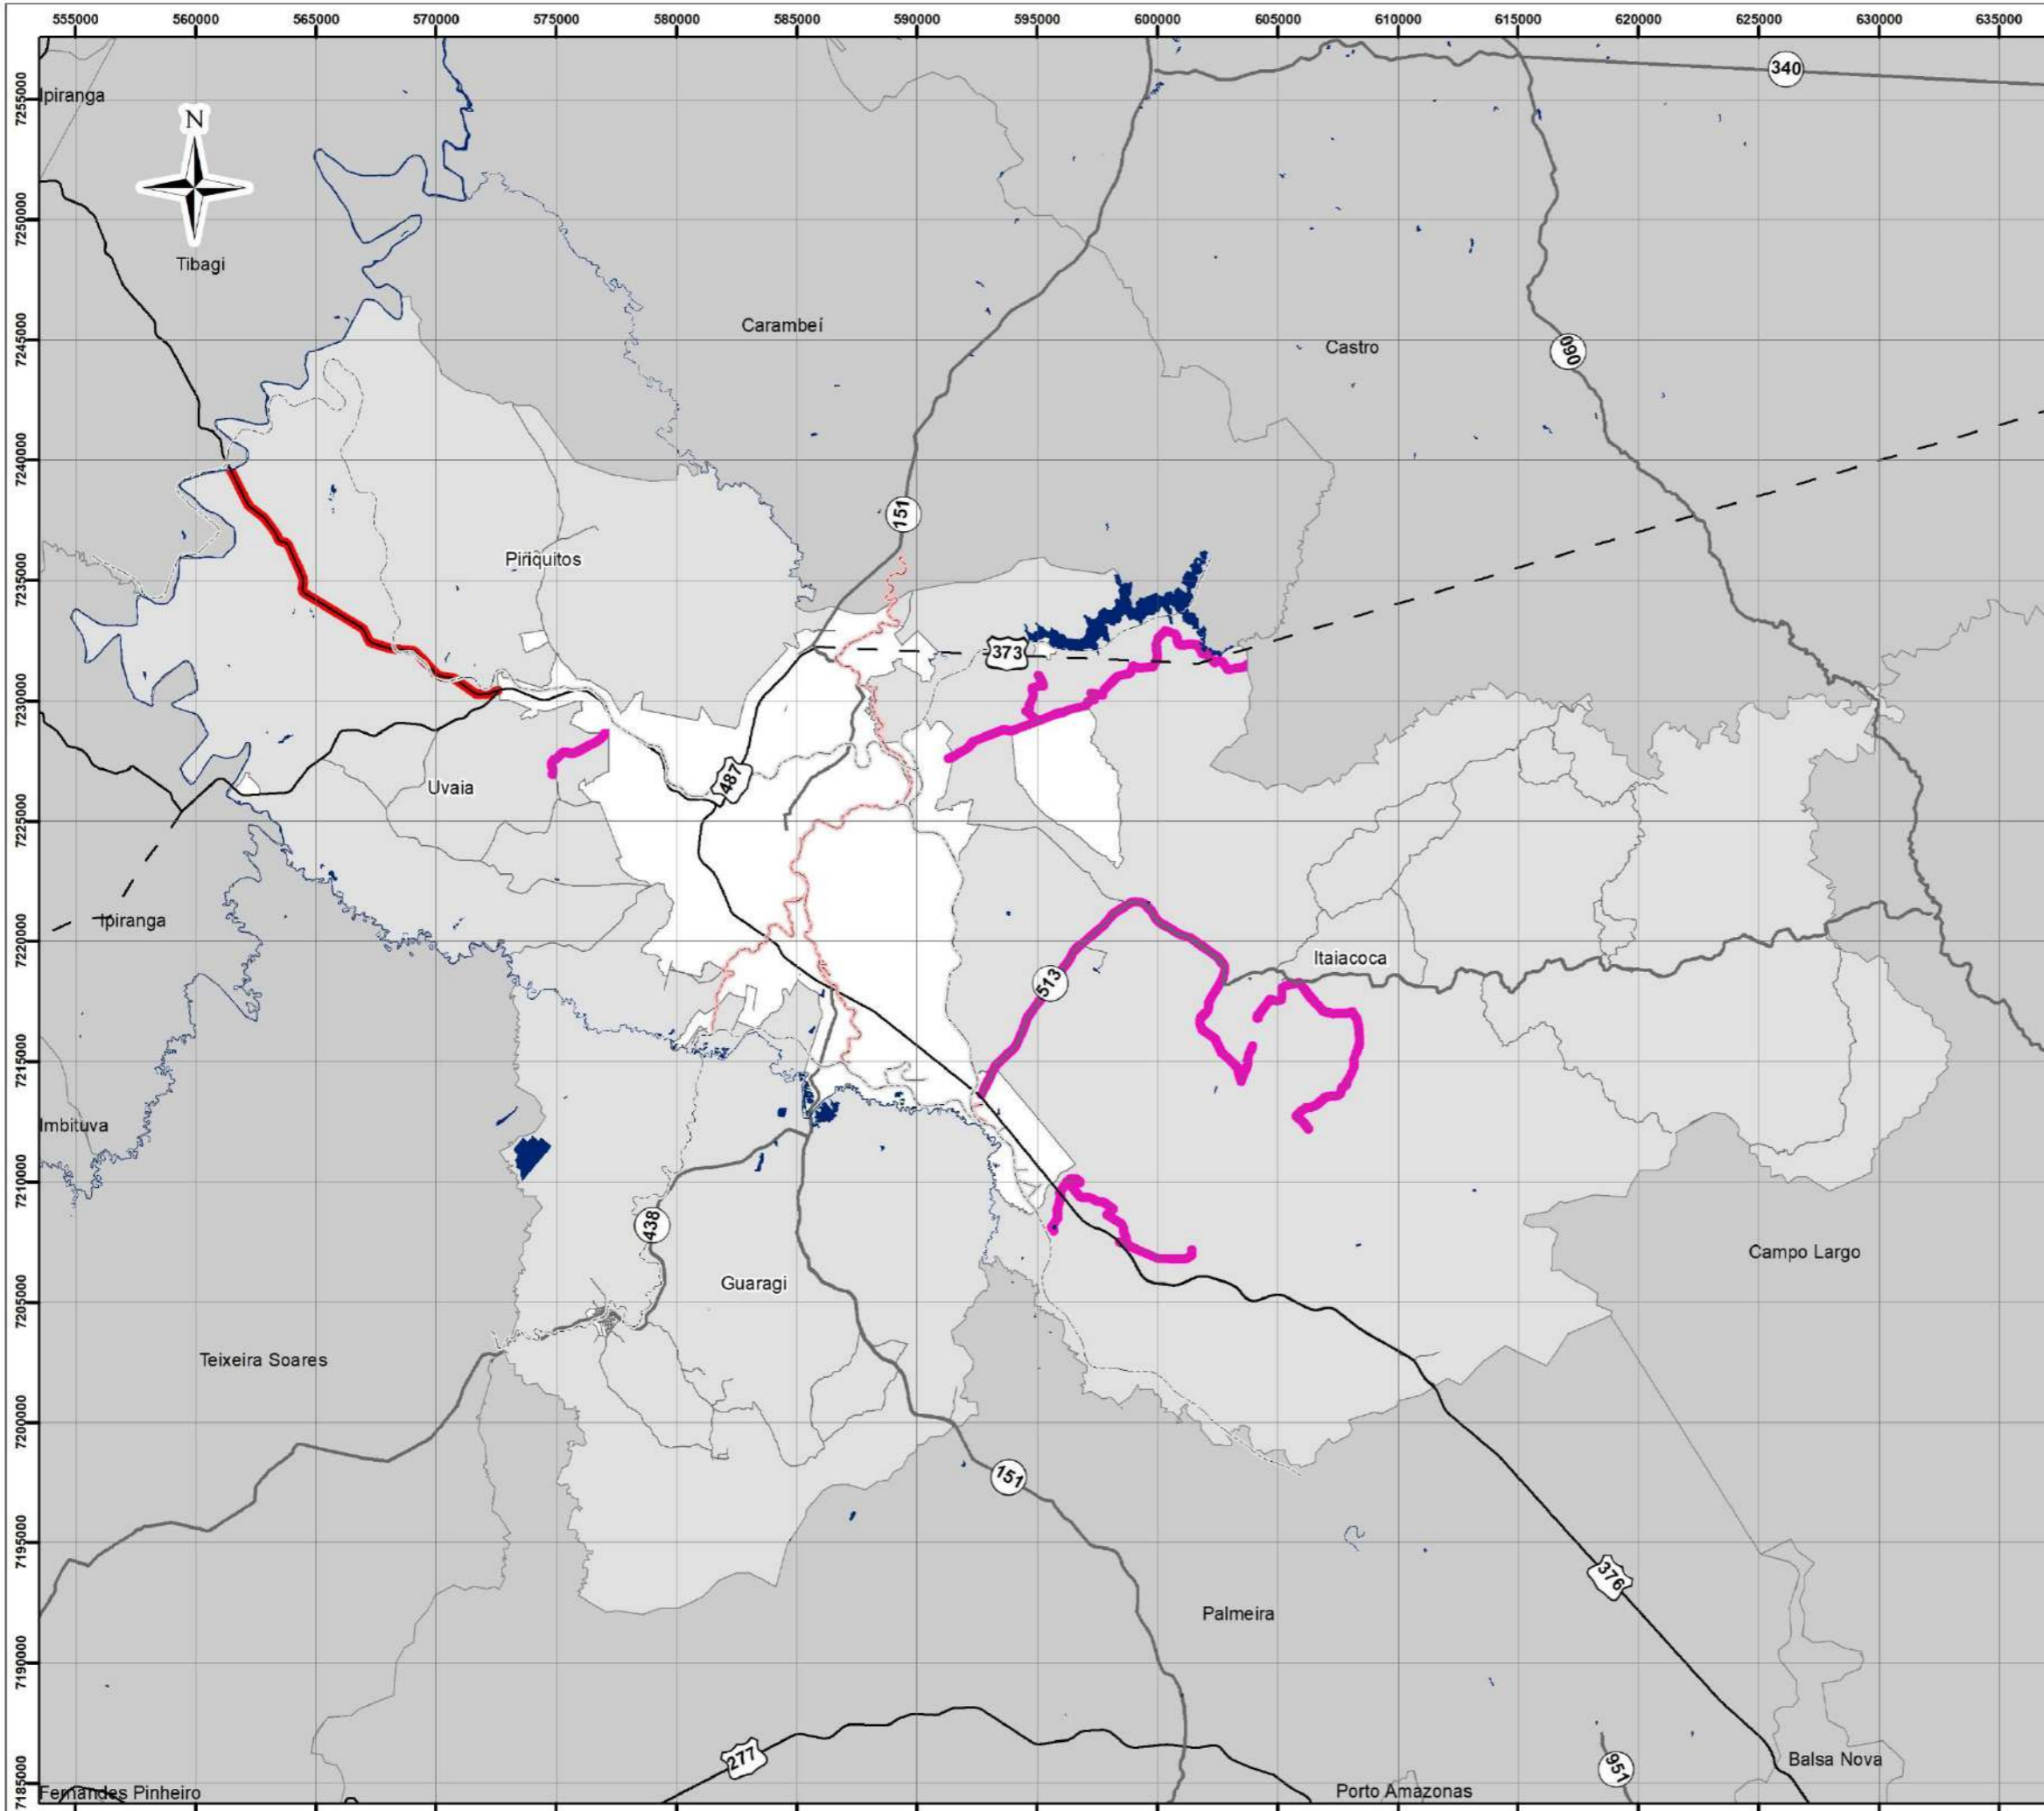 555000 560000 565000 570000 575000 580000 585000 590000 595000 600000 605000 610000 615000 620000 625000 630000 635000
340
7255000
Ipiranga
N
7250000
Tibagi
7245000
Carambeí
Castro
090
7240000
151
7235000
Piriquitos
373
7230000
487
Uvaia
7225000
Ipiranga
7220000
Itaiacoca
513
7215000
Imbituva
7210000
438
Campo Largo
Guaragi
7205000
Teixeira Soares
7200000
151
7195000
376
Palmeira
7190000
277
951
Balsa Nova
7185000
Fernandes Pinheiro
Porto Amazonas